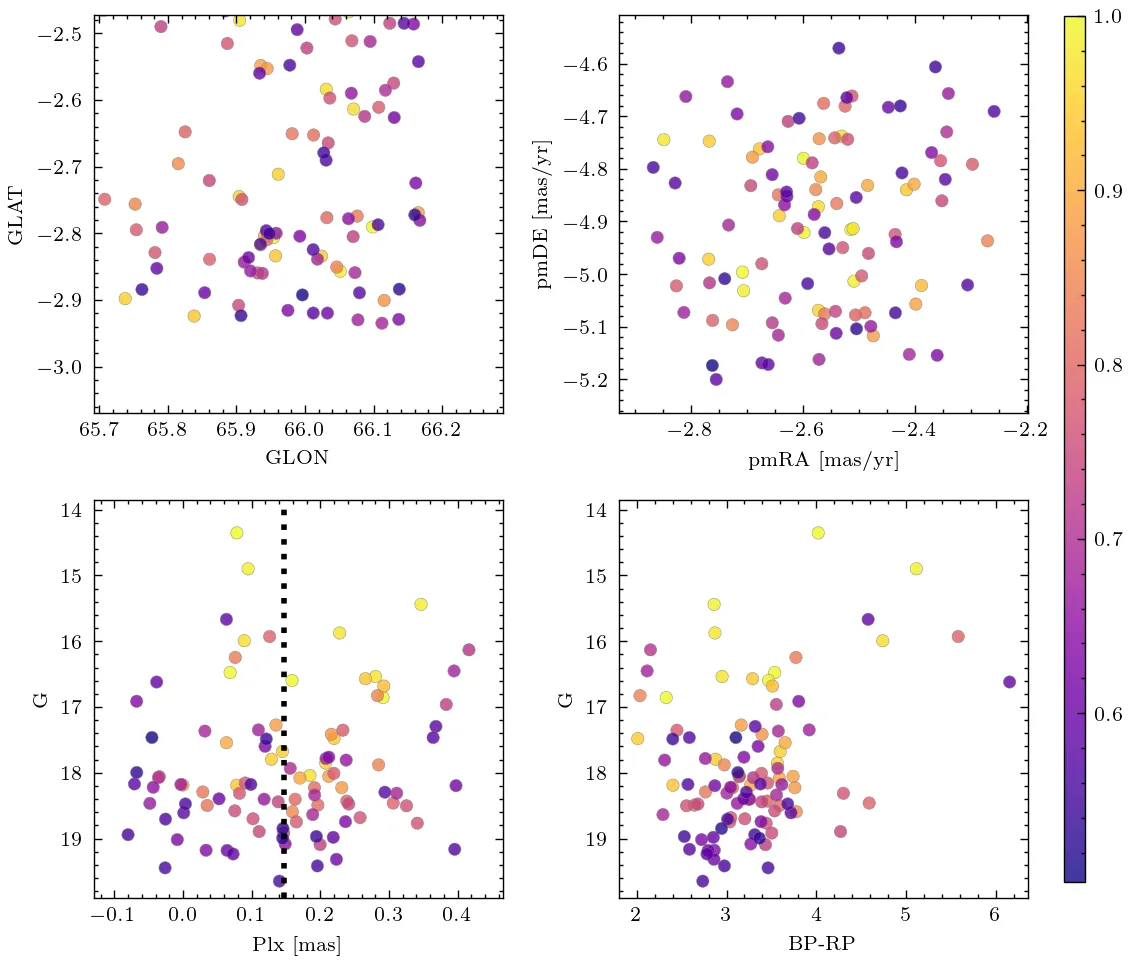 −2.5
−2.6
−2.7
−2.8
−2.9
−3.0
GLAT
65.7 65.8 65.9 66.0 66.1 66.2
GLON
−4.6
−4.7
−4.8
−4.9
−5.0
−5.1
−5.2
pmDE [mas/yr]
−2.8 −2.6 −2.4 −2.2
pmRA [mas/yr]
1.0
0.9
0.8
0.7
0.6
14
15
16
17
18
19
G
−0.1 0.0 0.1 0.2 0.3 0.4
Plx [mas]
14
15
16
17
18
19
G
2 3 4 5 6
BP-RP